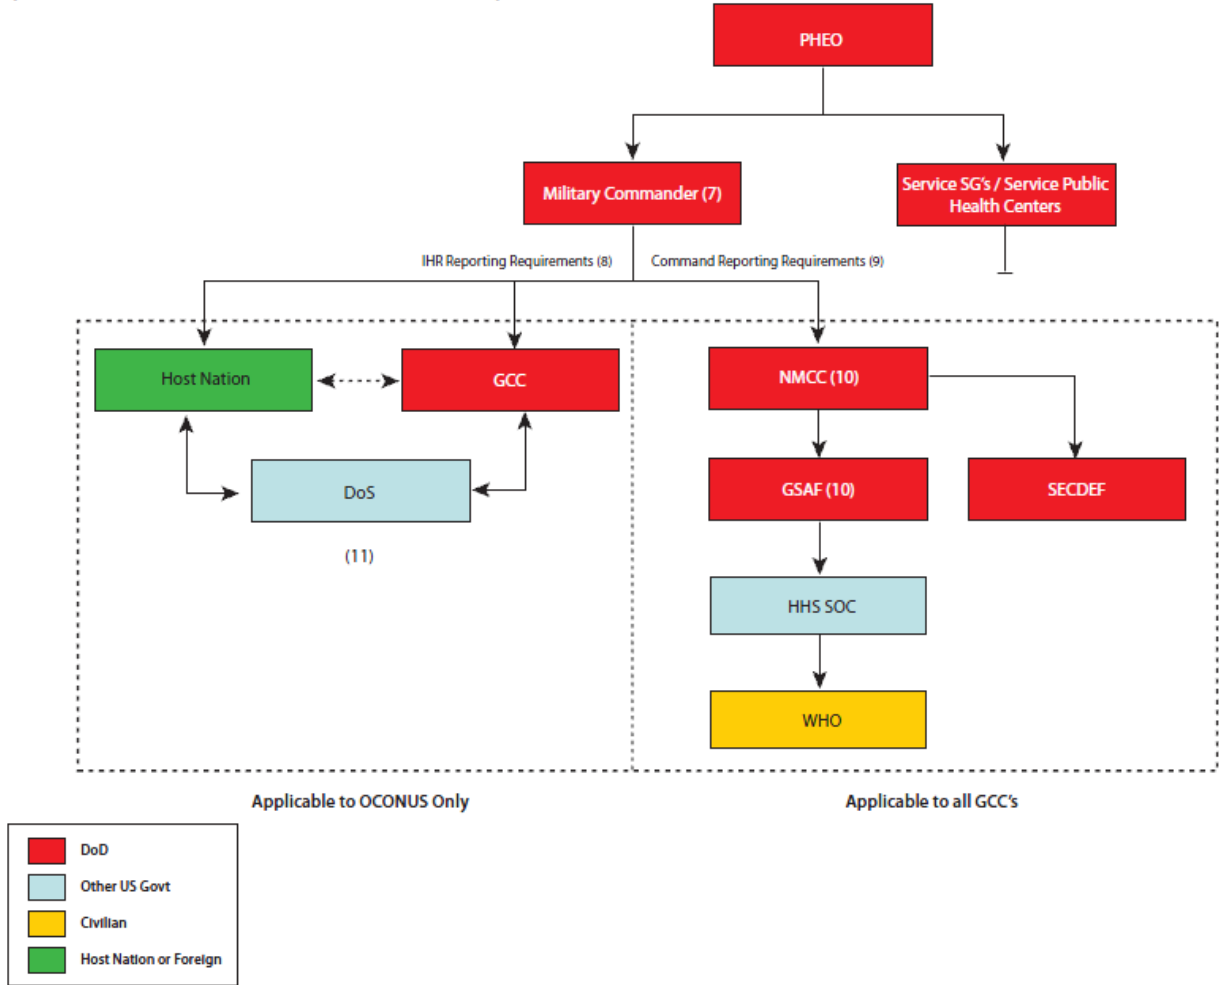 PHEO
Military Commander (7)
Service SG's / Service Public
Health Centers
IHR Reporting Requirements (8)
Command Reporting Requirements (9)
Host Nation
GCC
NMCC (10)
DoS
GSAF (10)
SECDEF
(11)
HHS SOC
WHO
Applicable to OCONUS Only
Applicable to all GCC's
DoD
Other US Govt
Civilian
Host Nation or Foreign